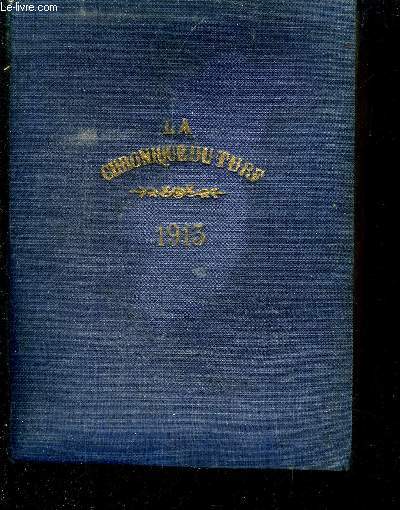 Le-livre.com
LA
CHRONIQUE DU TURF
1913